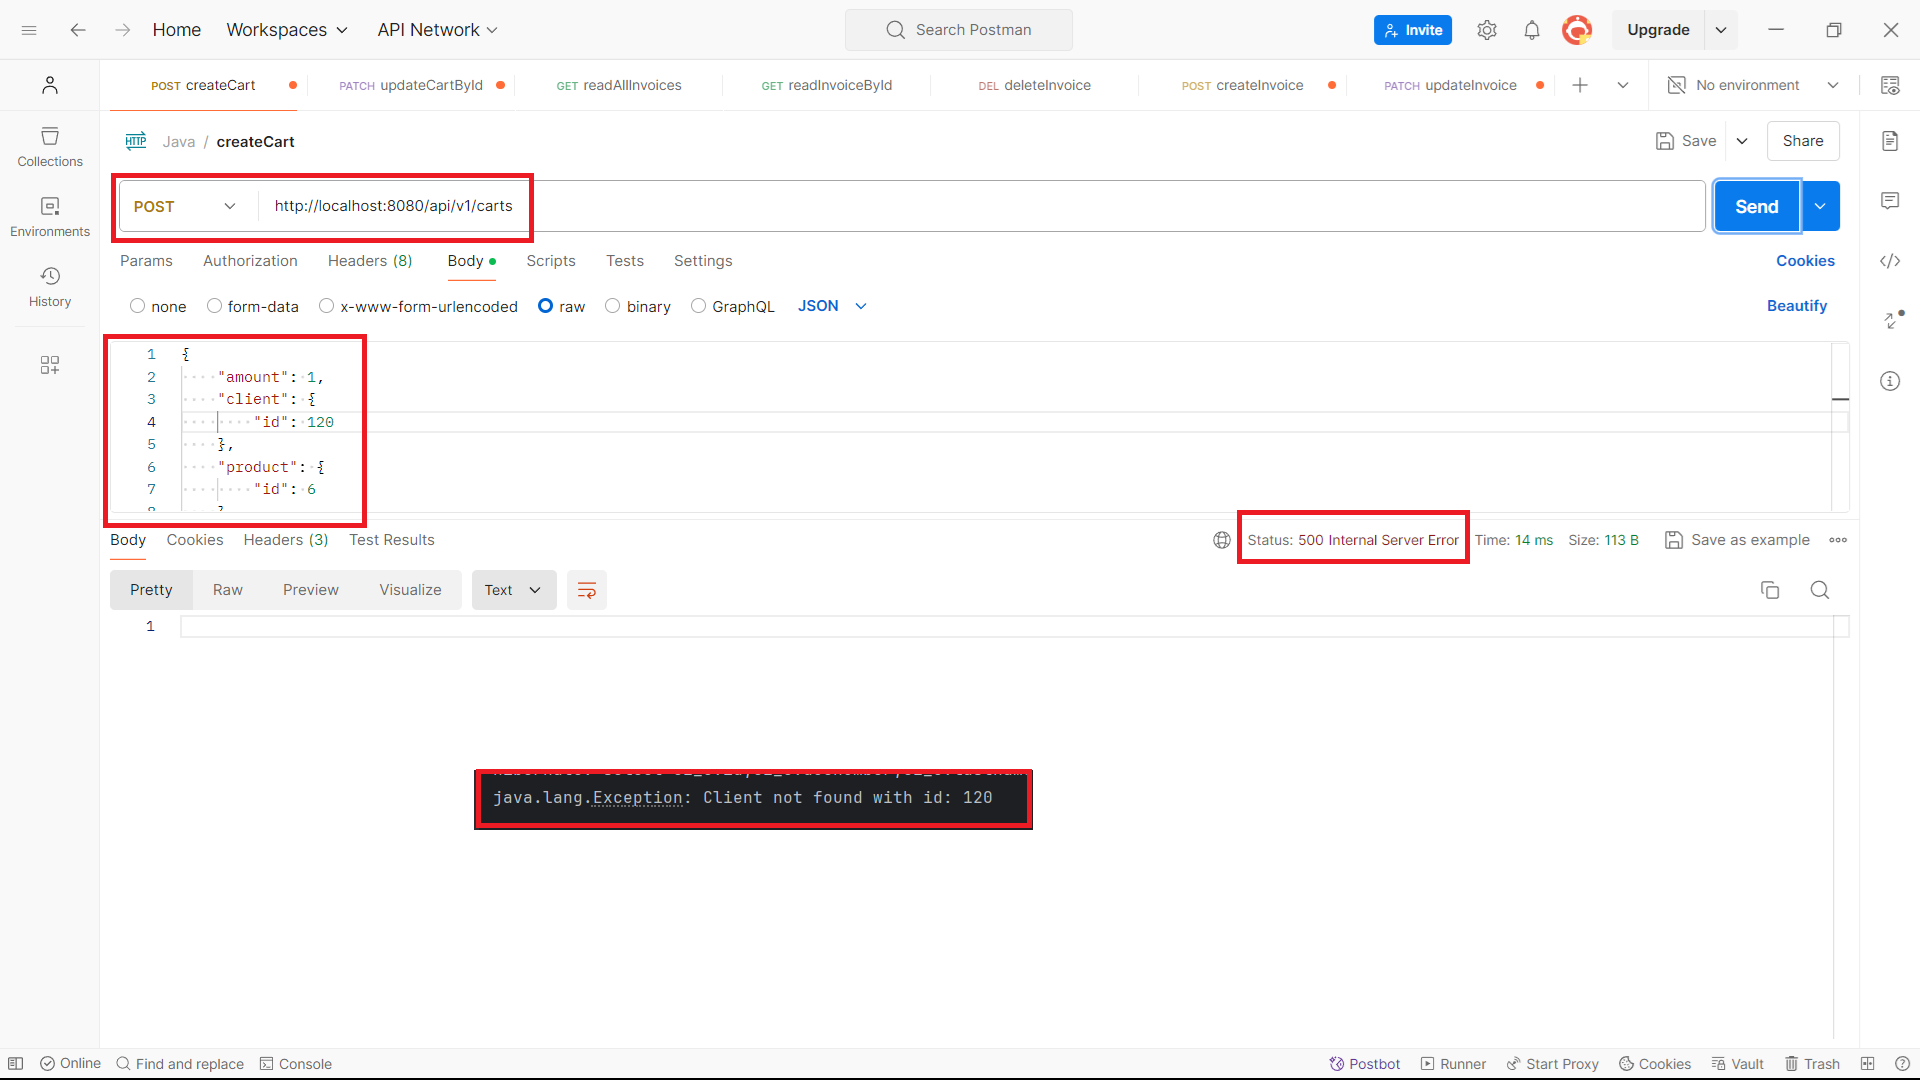 Home Workspaces API Network Search Postman Invite Upgrade
POST createCart PATCH updateCartById GET readAllInvoices GET readInvoiceById DEL deleteInvoice POST createInvoice PATCH updateInvoice No environment
Java / createCart Save Share
Collections
Environments
History
POST http://localhost:8080/api/v1/carts Send
Params Authorization Headers (8) Body Scripts Tests Settings Cookies
none form-data x-www-form-urlencoded raw binary GraphQL JSON Beautify
1 {
2 "amount": 1,
3 "client": {
4 "id": 120
5 },
6 "product": {
7 "id": 6
8 }
Body Cookies Headers (3) Test Results Status: 500 Internal Server Error Time: 14 ms Size: 113 B Save as example
Pretty Raw Preview Visualize Text
1
java.lang.Exception: Client not found with id: 120
Online Find and replace Console Postbot Runner Start Proxy Cookies Vault Trash